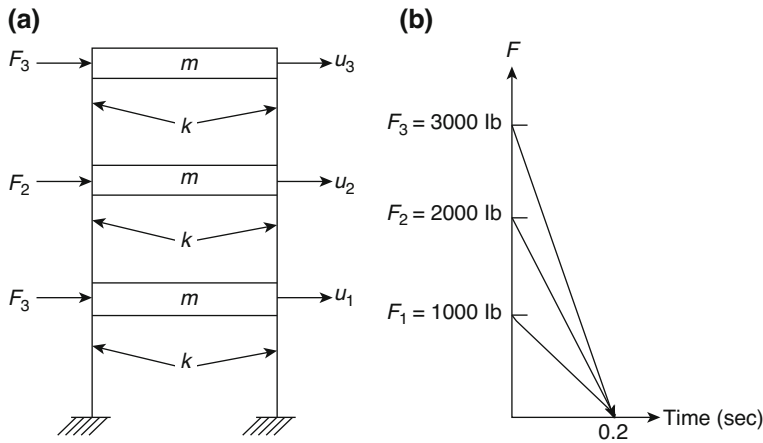 (a)
F3 m u3
k
F2 m u2
k
F3 m u1
k
(b)
F
F3 = 3000 lb
F2 = 2000 lb
F1 = 1000 lb
0.2
Time (sec)